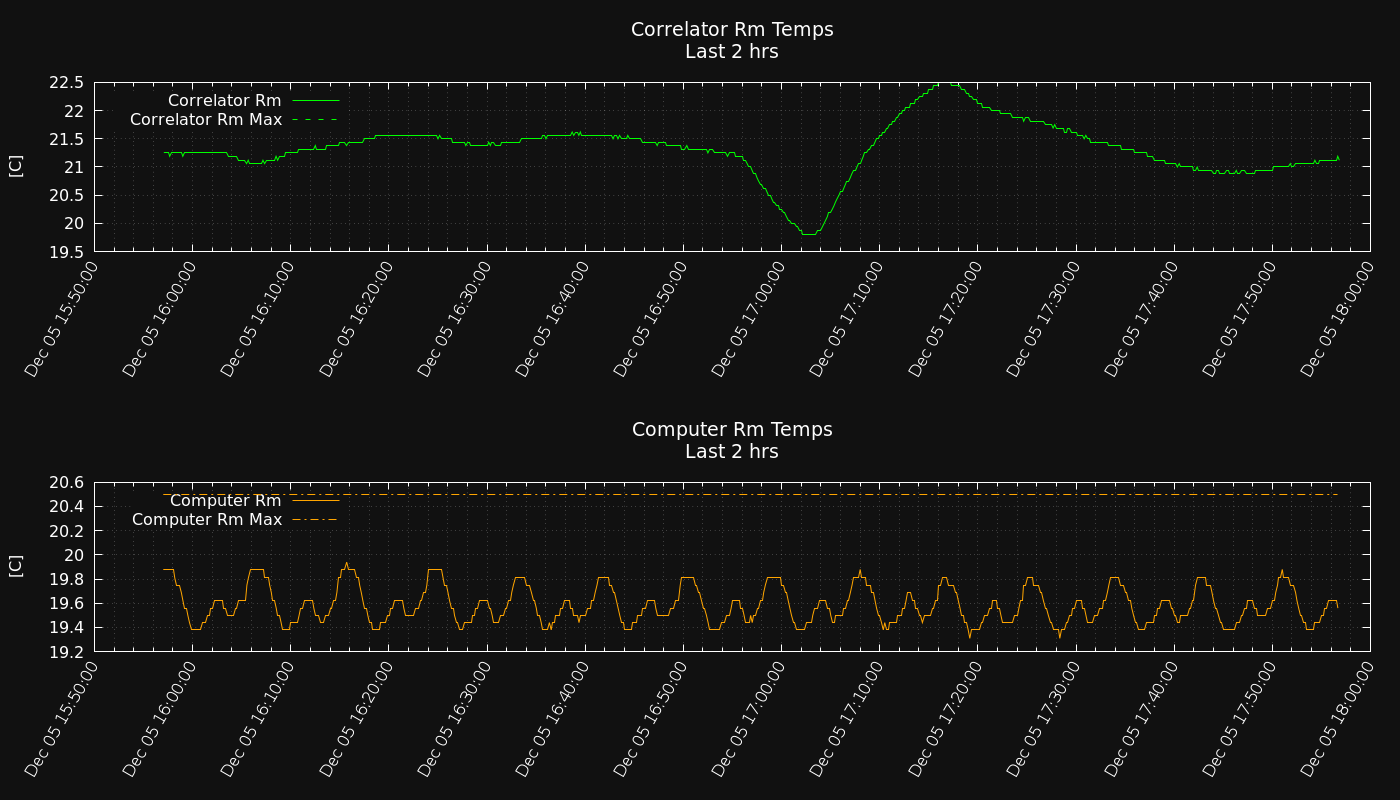 Correlator Rm Temps
Last 2 hrs
22.5
22
21.5
21
20.5
20
19.5
[C]
Correlator Rm
Correlator Rm Max
Dec 05 15:50:00
Dec 05 16:00:00
Dec 05 16:10:00
Dec 05 16:20:00
Dec 05 16:30:00
Dec 05 16:40:00
Dec 05 16:50:00
Dec 05 17:00:00
Dec 05 17:10:00
Dec 05 17:20:00
Dec 05 17:30:00
Dec 05 17:40:00
Dec 05 17:50:00
Dec 05 18:00:00
Computer Rm Temps
Last 2 hrs
20.6
20.4
20.2
20
19.8
19.6
19.4
19.2
[C]
Computer Rm
Computer Rm Max
Dec 05 15:50:00
Dec 05 16:00:00
Dec 05 16:10:00
Dec 05 16:20:00
Dec 05 16:30:00
Dec 05 16:40:00
Dec 05 16:50:00
Dec 05 17:00:00
Dec 05 17:10:00
Dec 05 17:20:00
Dec 05 17:30:00
Dec 05 17:40:00
Dec 05 17:50:00
Dec 05 18:00:00